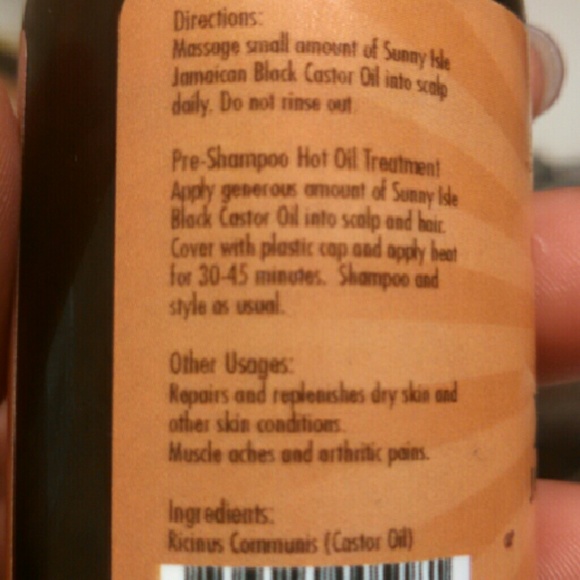 Directions:
Massage small amount of Sunny Isle
Jamaican Black Castor Oil into scalp
daily. Do not rinse out
Pre-Shampoo Hot Oil Treatment
Apply generous amount of Sunny Isle
Black Castor Oil into scalp and hair.
Cover with plastic cap and apply heat
for 30-45 minutes. Shampoo and
style as usual.
Other Usages:
Repairs and replenishes dry skin and
other skin conditions.
Muscle aches and arthritic pains.
Ingredients:
Ricinus Communis (Castor Oil)